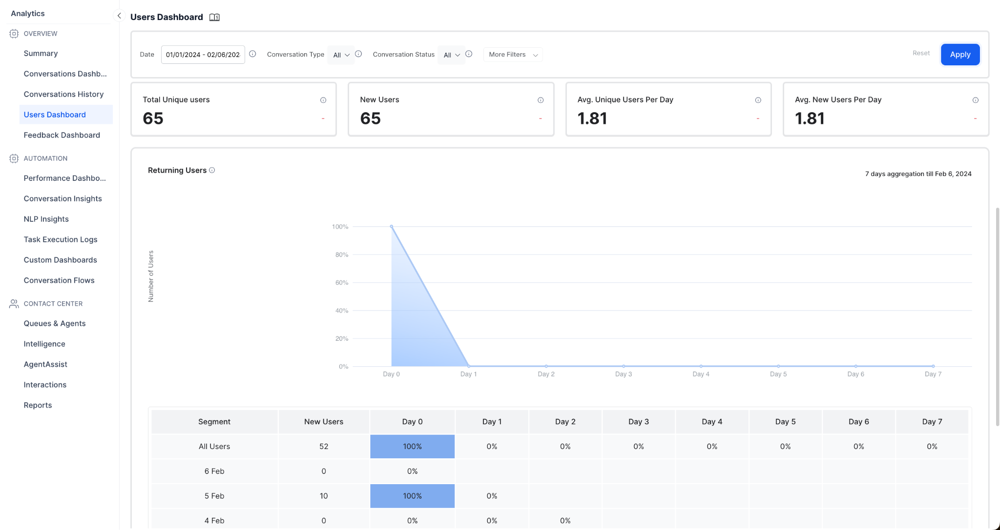 Analytics
OVERVIEW
Summary
Conversations Dashb...
Conversations History
Users Dashboard
Feedback Dashboard
AUTOMATION
Performance Dashbo...
Conversation Insights
NLP Insights
Task Execution Logs
Custom Dashboards
Conversation Flows
CONTACT CENTER
Queues & Agents
Intelligence
AgentAssist
Interactions
Reports
Users Dashboard
Date 01/01/2024 - 02/06/202 Conversation Type All Conversation Status All More Filters Reset Apply
Total Unique users
65
-
New Users
65
-
Avg. Unique Users Per Day
1.81
-
Avg. New Users Per Day
1.81
-
Returning Users
7 days aggregation till Feb 6, 2024
Number of Users
100%
80%
60%
40%
20%
0%
Day 0 Day 1 Day 2 Day 3 Day 4 Day 5 Day 6 Day 7
Segment New Users Day 0 Day 1 Day 2 Day 3 Day 4 Day 5 Day 6 Day 7
All Users 52 100% 0% 0% 0% 0% 0% 0% 0%
6 Feb 0 0%
5 Feb 10 100% 0%
4 Feb 0 0% 0% 0%